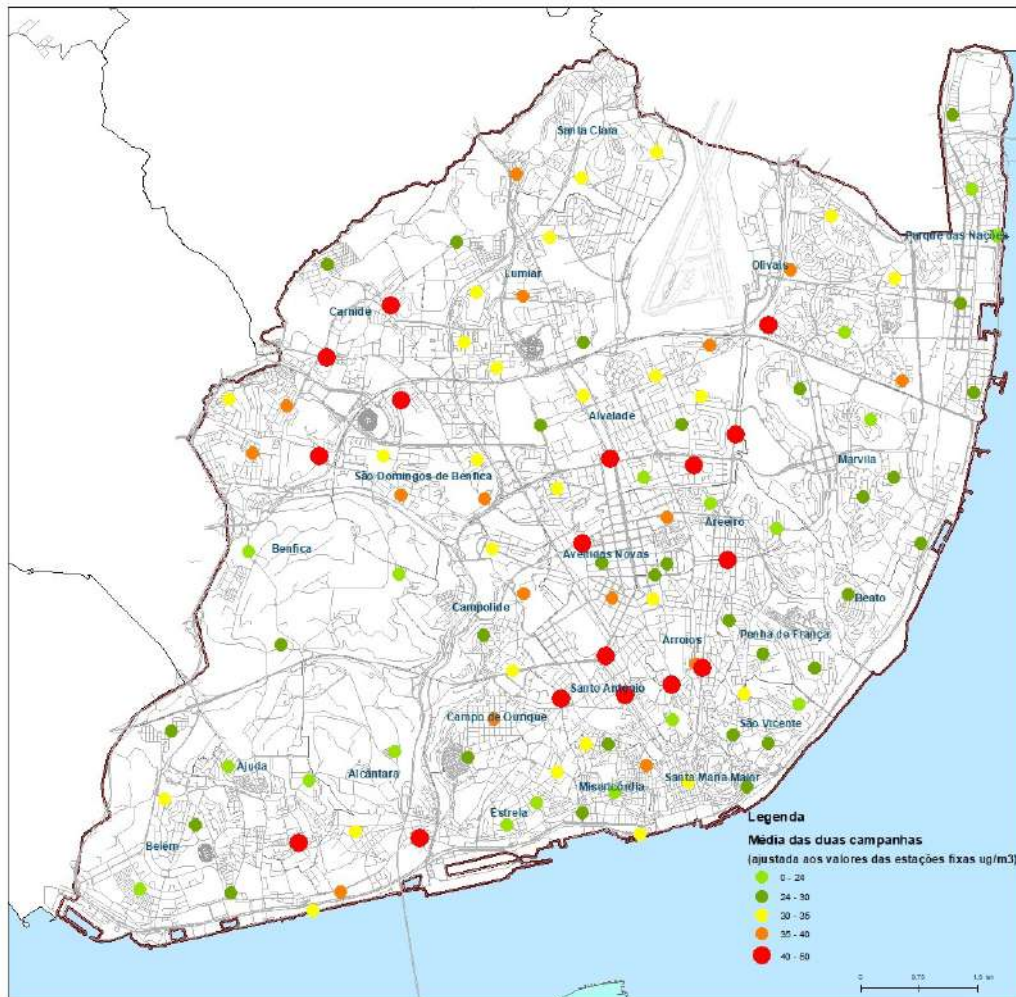 Santa Clara
Parque das Nações
Olivais
Lumiar
Carnide
Alvalade
Marvila
São Domingos de Benfica
Areeiro
Benfica
Avenidas Novas
Beato
Campolide
Penha de França
Arroios
Santo António
Campo de Ourique
São Vicente
Ajuda
Alcântara
Santa Maria Maior
Misericórdia
Estrela
Belém
Legenda
Média das duas campanhas
(ajustada aos valores das estações fixas ug/m3)
0 - 24
24 - 30
30 - 35
35 - 40
40 - 60
0 0.75 1.5 km